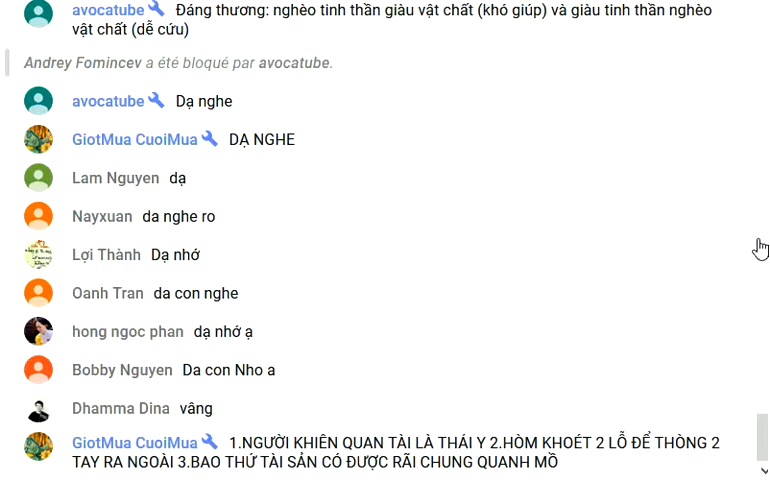 avocatube Đáng thương: nghèo tinh thần giàu vật chất (khó giúp) và giàu tinh thần nghèo
vật chất (dễ cứu)
Andrey Fomincev a été bloqué par avocatube.
avocatube Dạ nghe
GiotMua CuoiMua DẠ NGHE
Lam Nguyen dạ
Nayxuan da nghe ro
Lợi Thành Dạ nhớ
Oanh Tran da con nghe
hong ngoc phan dạ nhớ ạ
Bobby Nguyen Da con Nho a
Dhamma Dina vâng
GiotMua CuoiMua 1.NGƯỜI KHIÊN QUAN TÀI LÀ THÁI Y 2.HÒM KHOÉT 2 LỖ ĐỂ THÒNG 2
TAY RA NGOÀI 3.BAO THỨ TÀI SẢN CÓ ĐƯỢC RÃI CHUNG QUANH MỒ